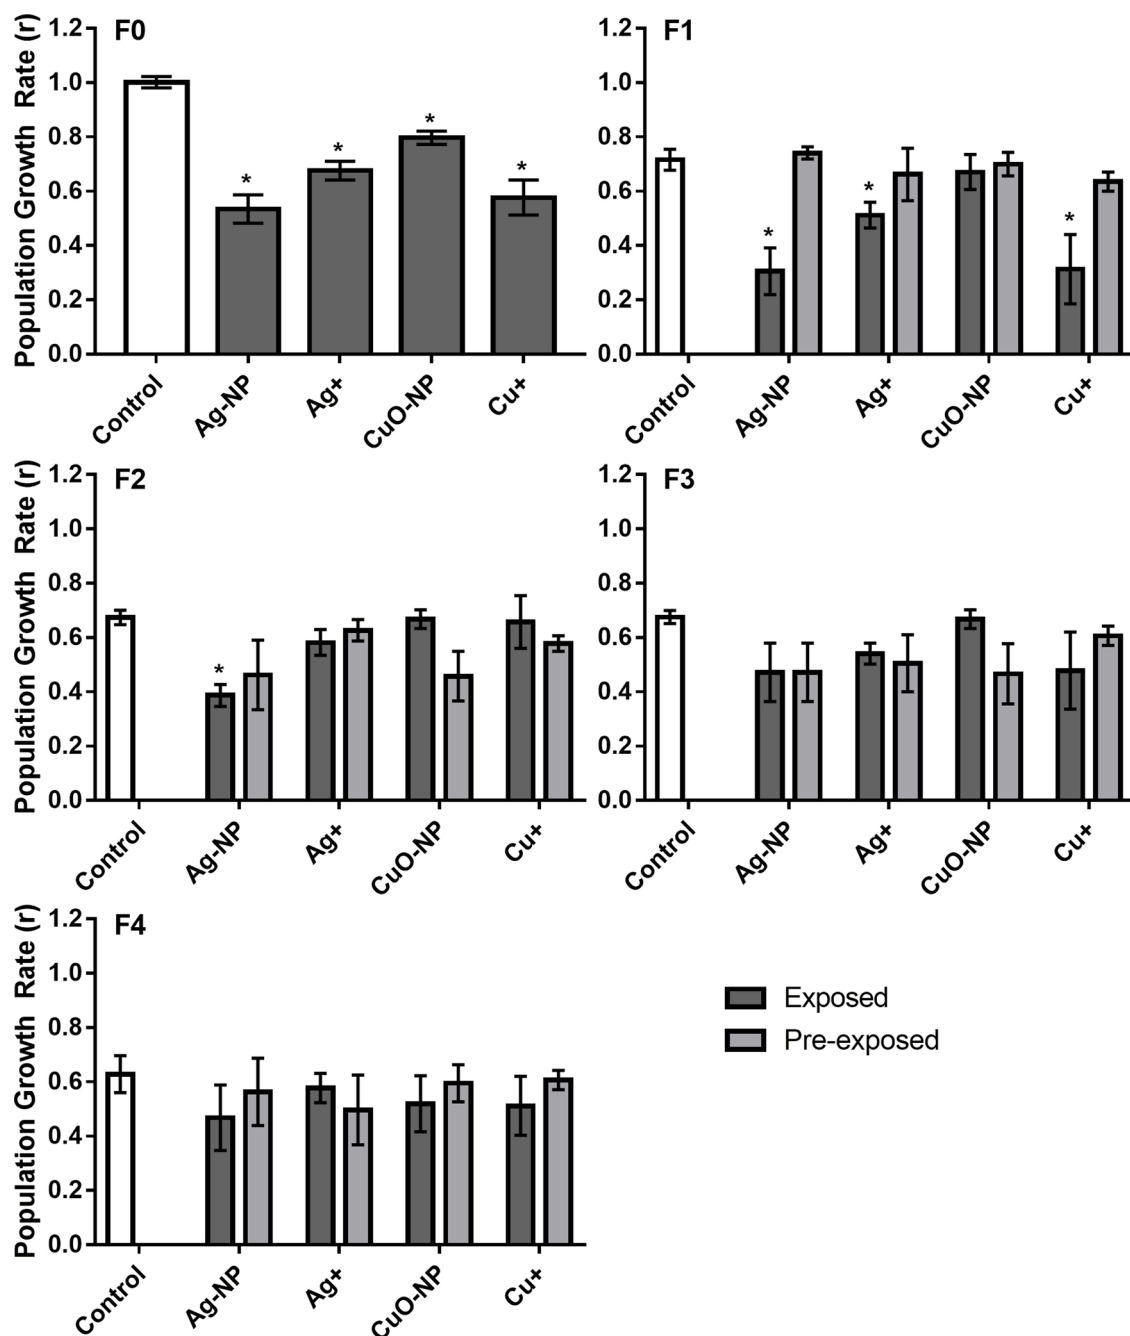 F0
Population Growth Rate (r)
1.2
1.0
0.8
0.6
0.4
0.2
0.0
*
*
*
*
Control
Ag-NP
Ag+
CuO-NP
Cu+
F1
Population Growth Rate (r)
1.2
1.0
0.8
0.6
0.4
0.2
0.0
*
*
*
Control
Ag-NP
Ag+
CuO-NP
Cu+
F2
Population Growth Rate (r)
1.2
1.0
0.8
0.6
0.4
0.2
0.0
*
Control
Ag-NP
Ag+
CuO-NP
Cu+
F3
Population Growth Rate (r)
1.2
1.0
0.8
0.6
0.4
0.2
0.0
Control
Ag-NP
Ag+
CuO-NP
Cu+
F4
Population Growth Rate (r)
1.2
1.0
0.8
0.6
0.4
0.2
0.0
Control
Ag-NP
Ag+
CuO-NP
Cu+
Exposed
Pre-exposed